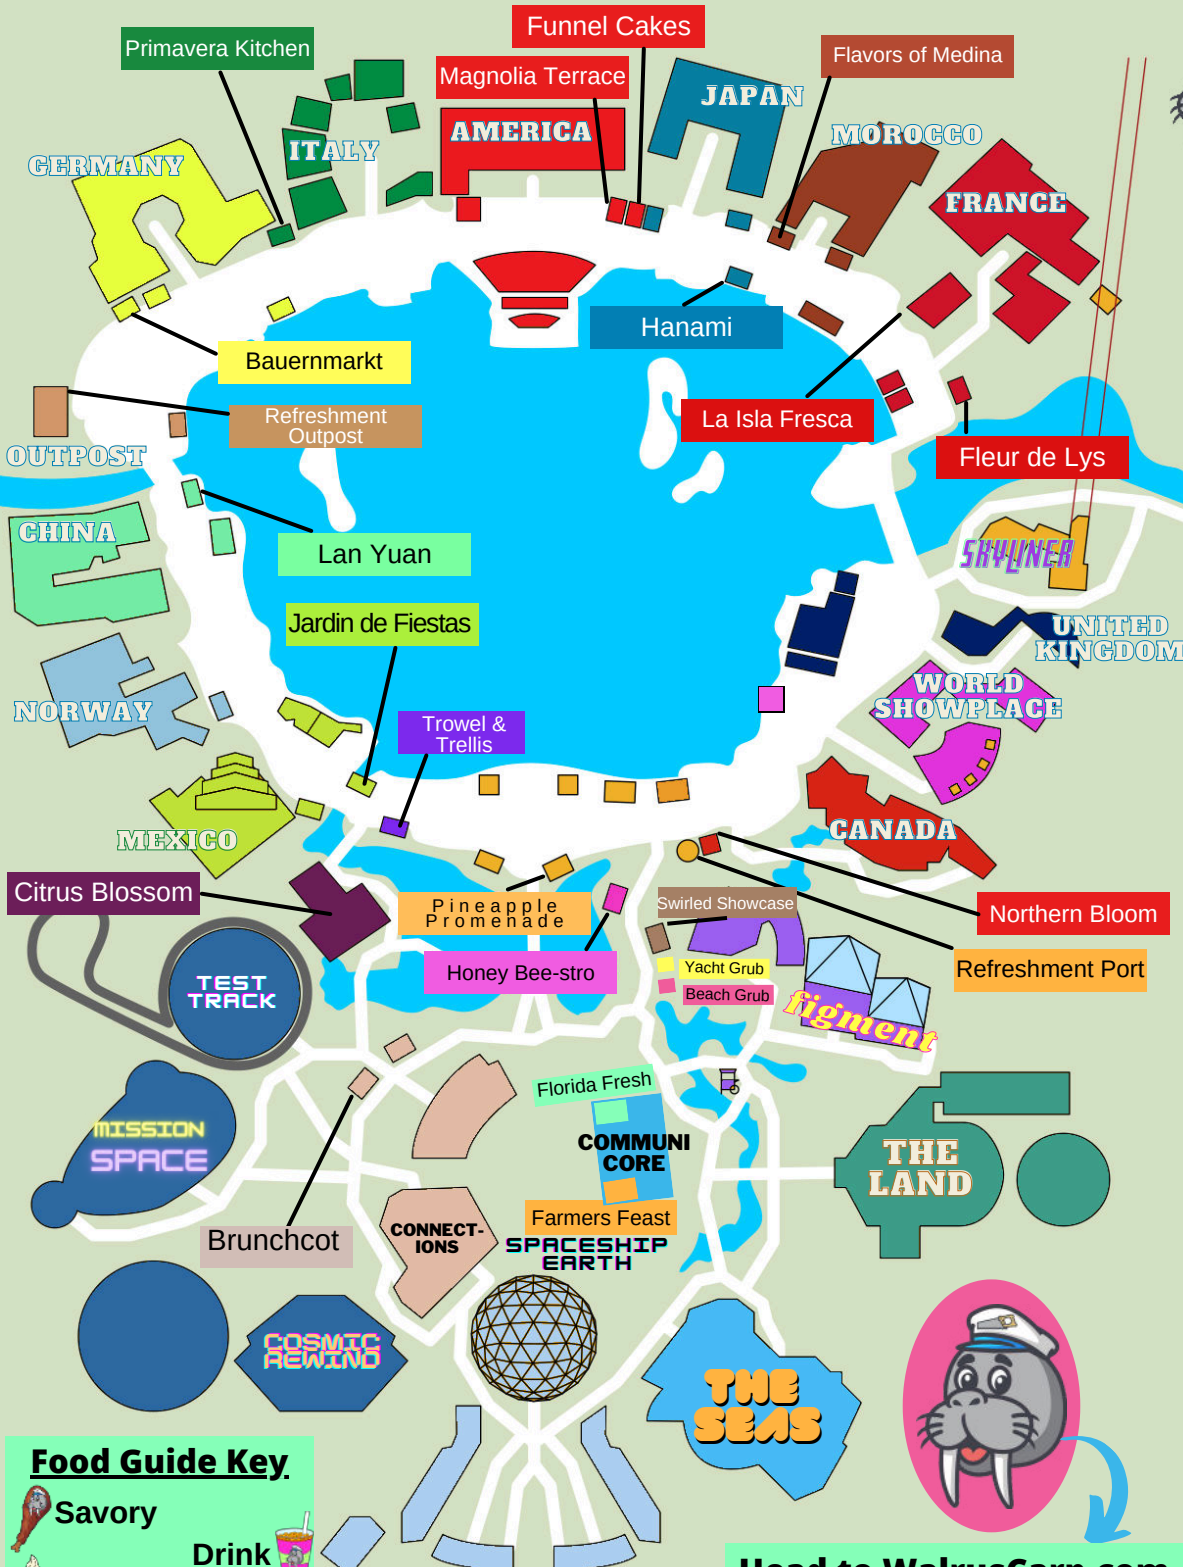 Funnel Cakes
Primavera Kitchen
Flavors of Medina
Magnolia Terrace
JAPAN
AMERICA
MOROCCO
ITALY
GERMANY
FRANCE
Hanami
Bauernmarkt
Refreshment
Outpost
La Isla Fresca
Fleur de Lys
OUTPOST
CHINA
Lan Yuan
SKYLINER
Jardin de Fiestas
UNITED
KINGDOM
WORLD
SHOWPLACE
NORWAY
Trowel &
Trellis
MEXICO
CANADA
Citrus Blossom
Pineapple
Promenade
Swirled Showcase
Northern Bloom
Honey Bee-stro
Yacht Grub
Beach Grub
Refreshment Port
TEST
TRACK
figment
Florida Fresh
MISSION
SPACE
COMMUNI
CORE
THE
LAND
Farmers Feast
Brunchcot
CONNECT-
IONS
SPACESHIP
EARTH
COSMIC
REWIND
THE
SEAS
Food Guide Key
Savory
Drink
Head to WalrusCarp.com